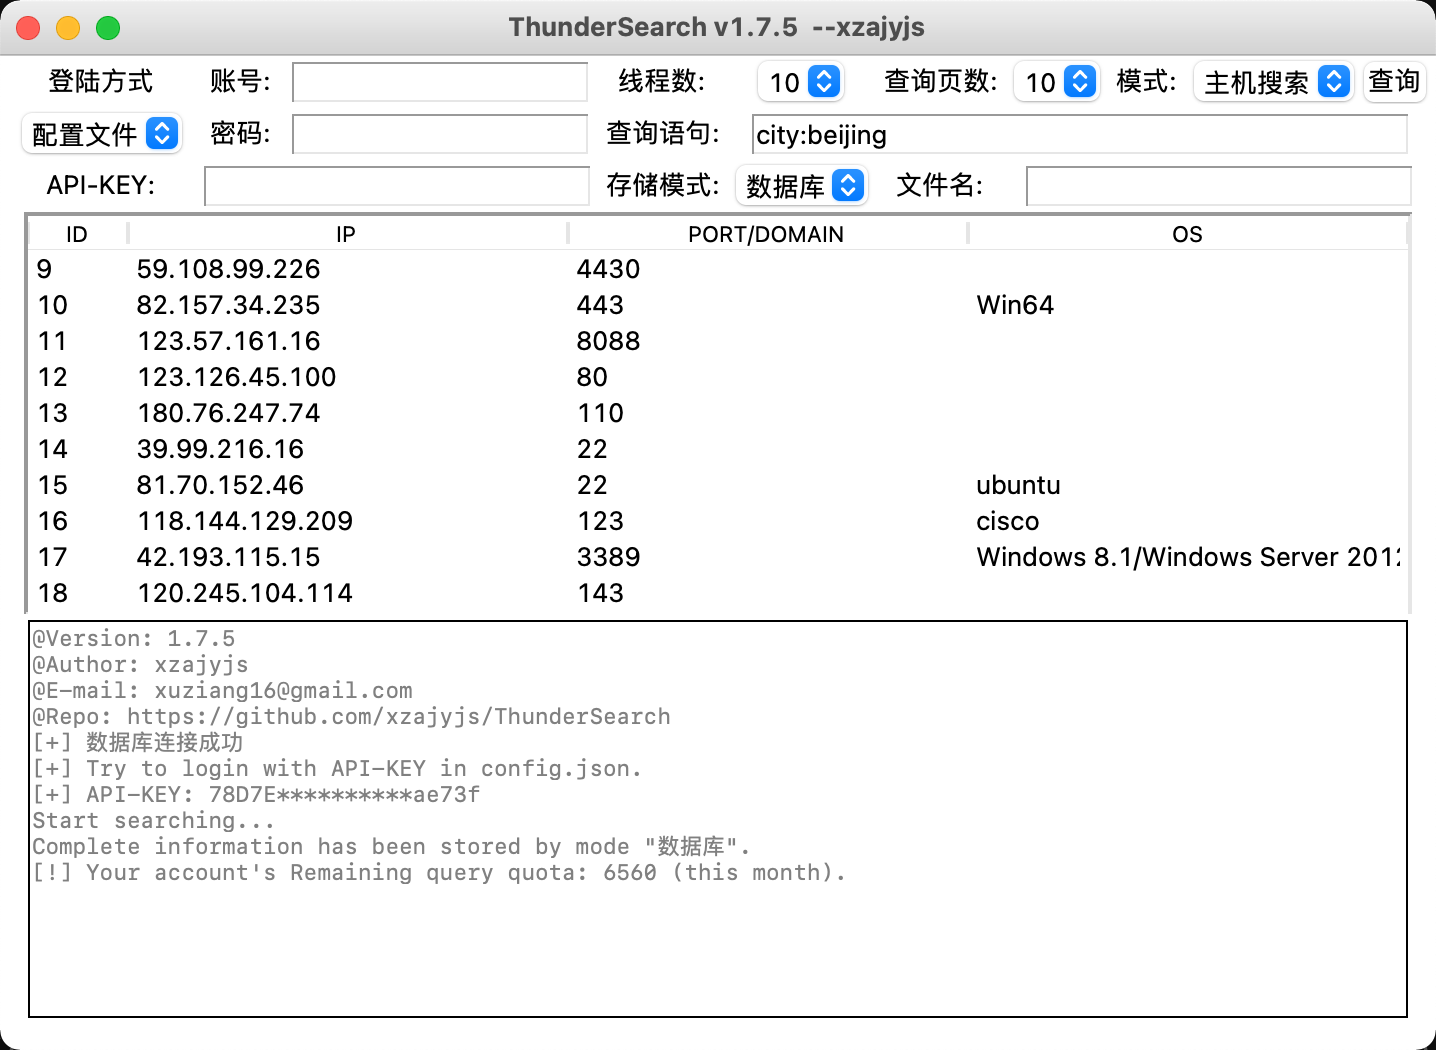 ThunderSearch v1.7.5 --xzajyjs
登陆方式 账号: 线程数: 10 查询页数: 10 模式: 主机搜索 查询
配置文件 密码: 查询语句: city:beijing
API-KEY: 存储模式: 数据库 文件名:
ID IP PORT/DOMAIN OS
9 59.108.99.226 4430
10 82.157.34.235 443 Win64
11 123.57.161.16 8088
12 123.126.45.100 80
13 180.76.247.74 110
14 39.99.216.16 22
15 81.70.152.46 22 ubuntu
16 118.144.129.209 123 cisco
17 42.193.115.15 3389 Windows 8.1/Windows Server 2012
18 120.245.104.114 143
@Version: 1.7.5
@Author: xzajyjs
@E-mail: xuziang16@gmail.com
@Repo: https://github.com/xzajyjs/ThunderSearch
[+] 数据库连接成功
[+] Try to login with API-KEY in config.json.
[+] API-KEY: 78D7E**********ae73f
Start searching...
Complete information has been stored by mode "数据库".
[!] Your account's Remaining query quota: 6560 (this month).